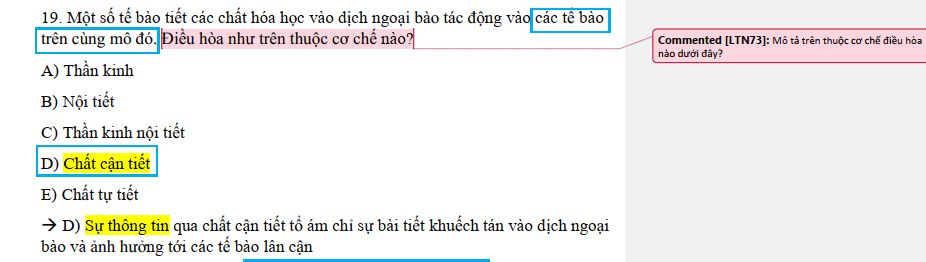 19. Một số tế bào tiết các chất hóa học vào dịch ngoại bào tác động vào các tế bào
trên cùng mô đó. Điều hòa như trên thuộc cơ chế nào?
A) Thần kinh
B) Nội tiết
C) Thần kinh nội tiết
D) Chất cận tiết
E) Chất tự tiết
→ D) Sự thông tin qua chất cận tiết tổ ám chỉ sự bài tiết khuếch tán vào dịch ngoại
bào và ảnh hưởng tới các tế bào lân cận
Commented [LTN73]: Mô tả trên thuộc cơ chế điều hòa
nào dưới đây?